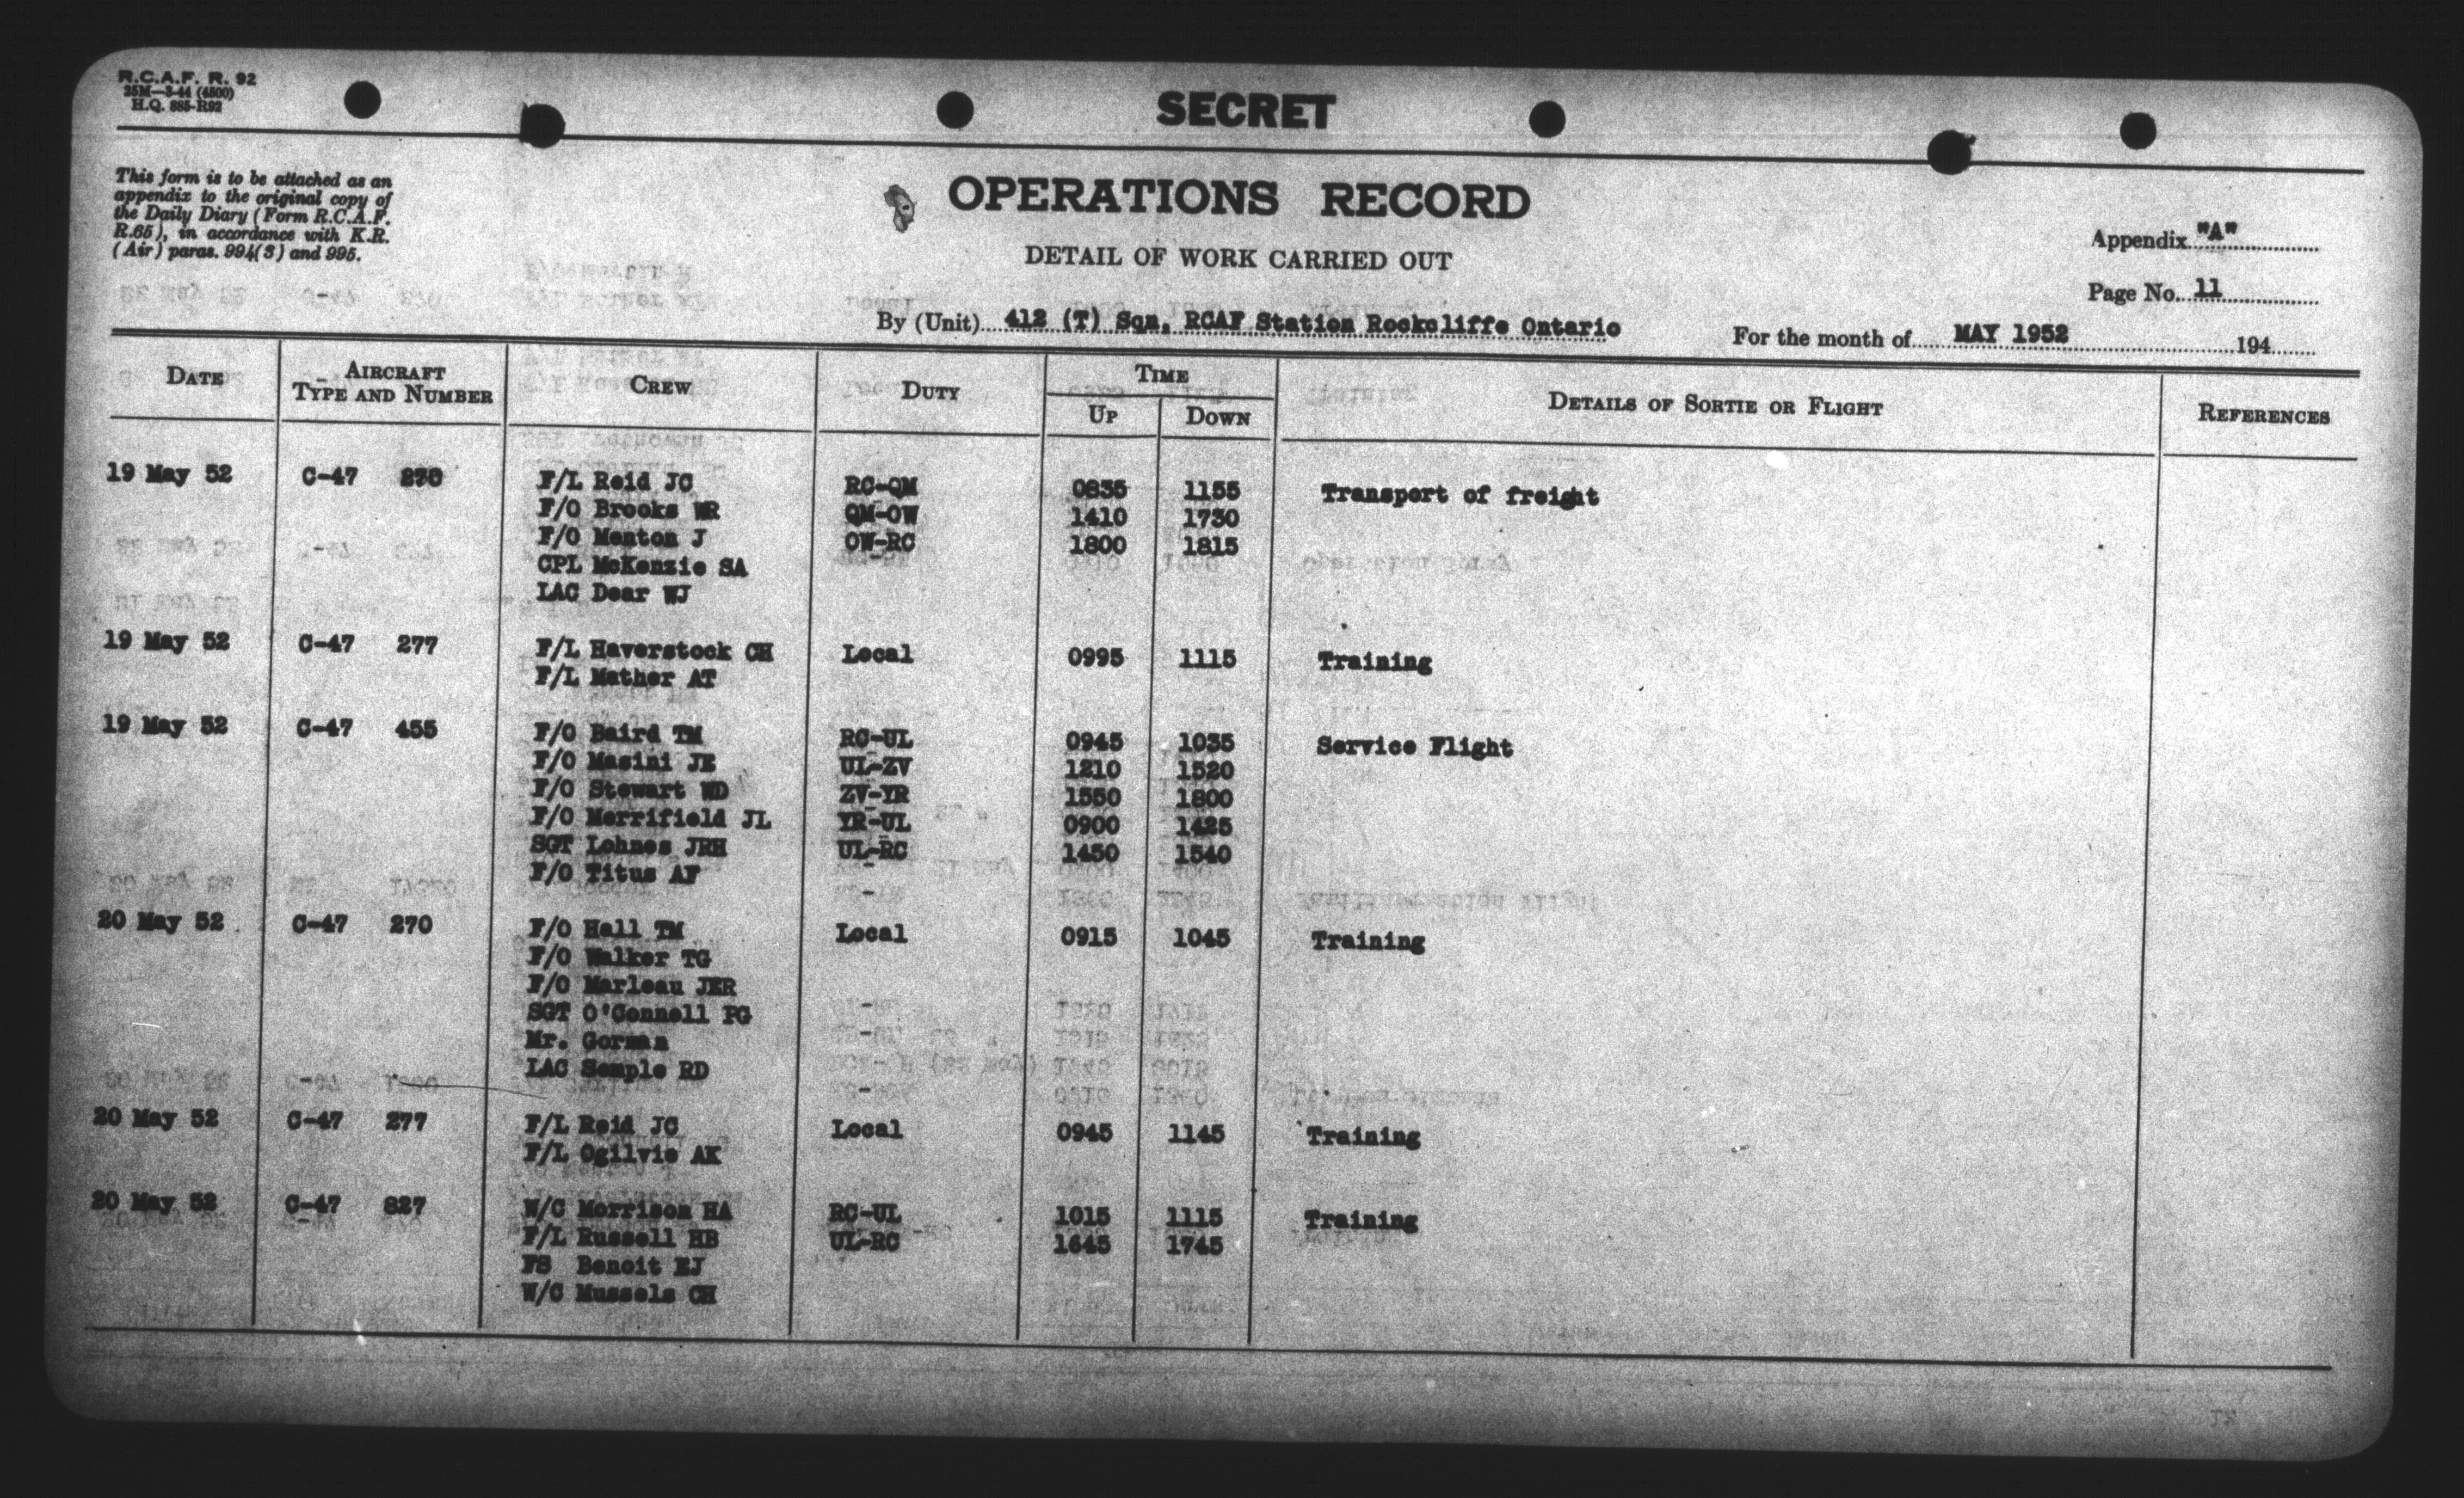 R.C.A.F. R. 92
25M—3-44 (4500)
H.Q. 885-R92
SECRET
This form is to be attached as an
appendix to the original copy of
the Daily Diary (Form R.C.A.F.
R.65), in accordance with K.R.
(Air) paras. 994(3) and 995.
OPERATIONS RECORD
DETAIL OF WORK CARRIED OUT
Appendix "A"
Page No. 11
By (Unit) 412 (T) Sqn, RCAF Station Rockcliffe Ontario
For the month of MAY 1952 194
DATE AIRCRAFT TYPE AND NUMBER CREW DUTY TIME UP DOWN DETAILS OF SORTIE OR FLIGHT REFERENCES
19 May 52 C-47 270 F/L Reid JC RC-QM 0835 1155 Transport of freight
F/O Brooks WR QM-OW 1410 1730
F/O Menton J OW-RC 1800 1815
CPL McKenzie SA
LAC Dear WJ
19 May 52 C-47 277 F/L Haverstock CH Local 0995 1115 Training
F/L Mather AT
19 May 52 C-47 455 F/O Baird TM RC-UL 0945 1035 Service Flight
F/O Masini JE UL-ZV 1210 1520
F/O Stewart WD ZV-YR 1550 1800
F/O Merrifield JL YR-UL 0900 1425
SGT Lohnes JRH UL-RC 1450 1540
F/O Titus AF
20 May 52 C-47 270 F/O Hall TM Local 0915 1045 Training
F/O Walker TG
F/O Marleau JER
SGT O'Connell PG
Mr. Gorman
LAC Semple RD
20 May 52 C-47 277 F/L Reid JC Local 0945 1145 Training
F/L Ogilvie AK
20 May 52 C-47 827 W/C Morrison HA RC-UL 1015 1115 Training
F/L Russell HB UL-RC 1645 1745
FS Benoit EJ
W/C Mussels CH